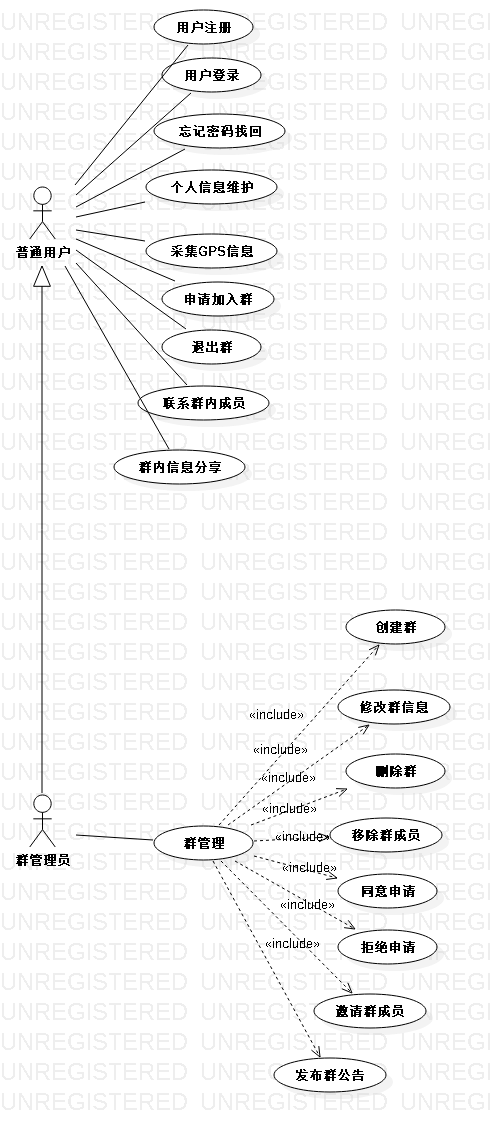 UNREGISTERED UNREGISTERED UNREGI
用户注册
用户登录
忘记密码找回
个人信息维护
普通用户
采集GPS信息
申请加入群
退出群
联系群内成员
群内信息分享
创建群
修改群信息
«include»
«include»
删除群
«include»
«include»
移除群成员
«include»
群管理
群管理员
«include»
同意申请
«include»
拒绝申请
«include»
邀请群成员
发布群公告